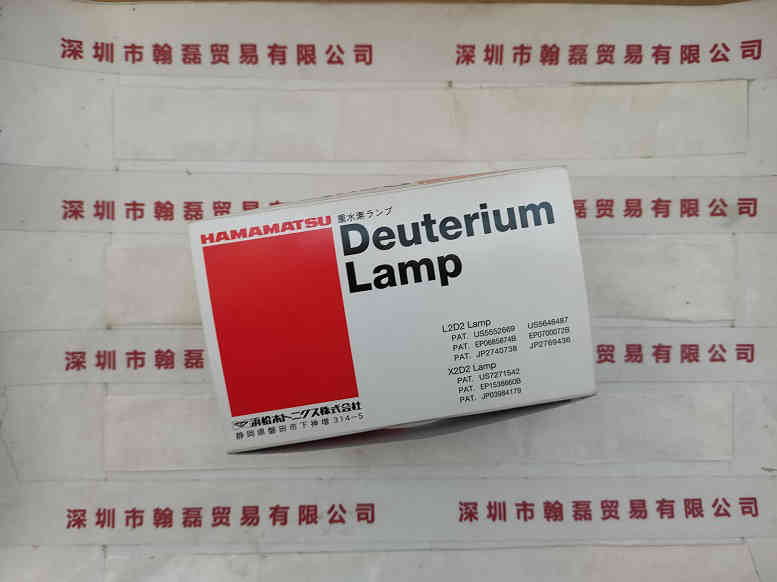 深圳市翰磊贸易有限公司 深圳市翰磊贸易有限公司
深圳市翰磊 磊贸易有限公司
HAMAMATSU
重水素ランプ
Deuterium
Lamp
L2D2 Lamp
PAT. US5552669 US5646487
PAT. EP0685874B EP0700072B
PAT. JP2740738 JP2769436
X2D2 Lamp
PAT. US7271542
PAT. EP1538660B
PAT. JP03984179
浜松ホトニクス株式会社
静岡県磐田市下神増314-5
深圳市翰 磊贸易有限公司
深圳市翰磊贸易有限公司 深圳市翰磊贸易有限公司